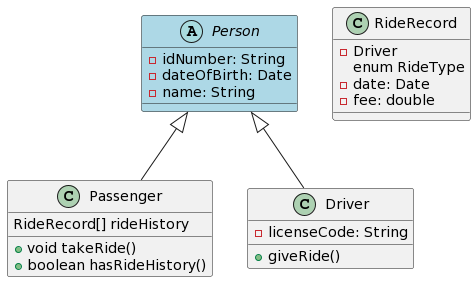 A Person
- idNumber: String
- dateOfBirth: Date
- name: String
C RideRecord
- Driver
enum RideType
- date: Date
- fee: double
C Passenger
RideRecord[] rideHistory
void takeRide()
boolean hasRideHistory()
C Driver
licenseCode: String
giveRide()